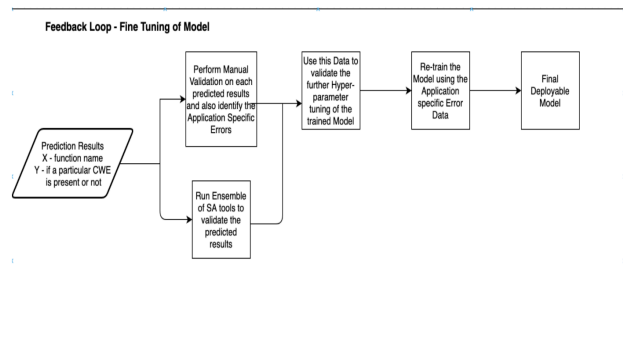 Feedback Loop - Fine Tuning of Model
Perform Manual
Validation on each
predicted results
and also identify the
Application Specific
Errors
Use this Data to
validate the
further Hyper-
parameter
tuning of the
trained Model
Re-train the
Model using the
Application
specific Error
Data
Final
Deployable
Model
Prediction Results
X - function name
Y - if a particular CWE
is present or not
Run Ensemble
of SA tools to
validate the
predicted
results